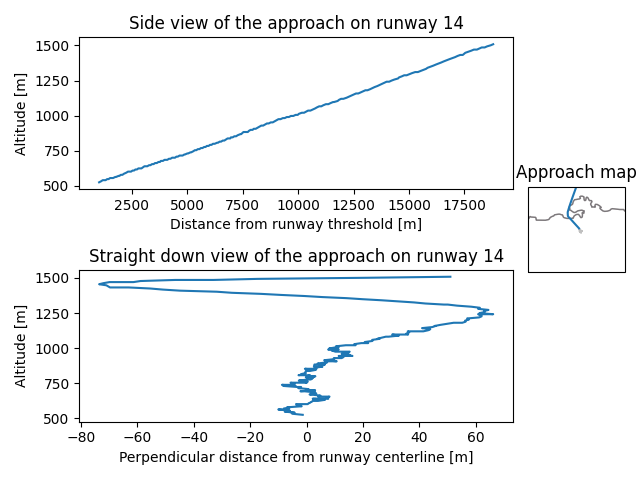 Side view of the approach on runway 14
Altitude [m]
1500
1250
1000
750
500
2500 5000 7500 10000 12500 15000 17500
Distance from runway threshold [m]
Approach map
Straight down view of the approach on runway 14
Altitude [m]
1500
1250
1000
750
500
−80 −60 −40 −20 0 20 40 60
Perpendicular distance from runway centerline [m]